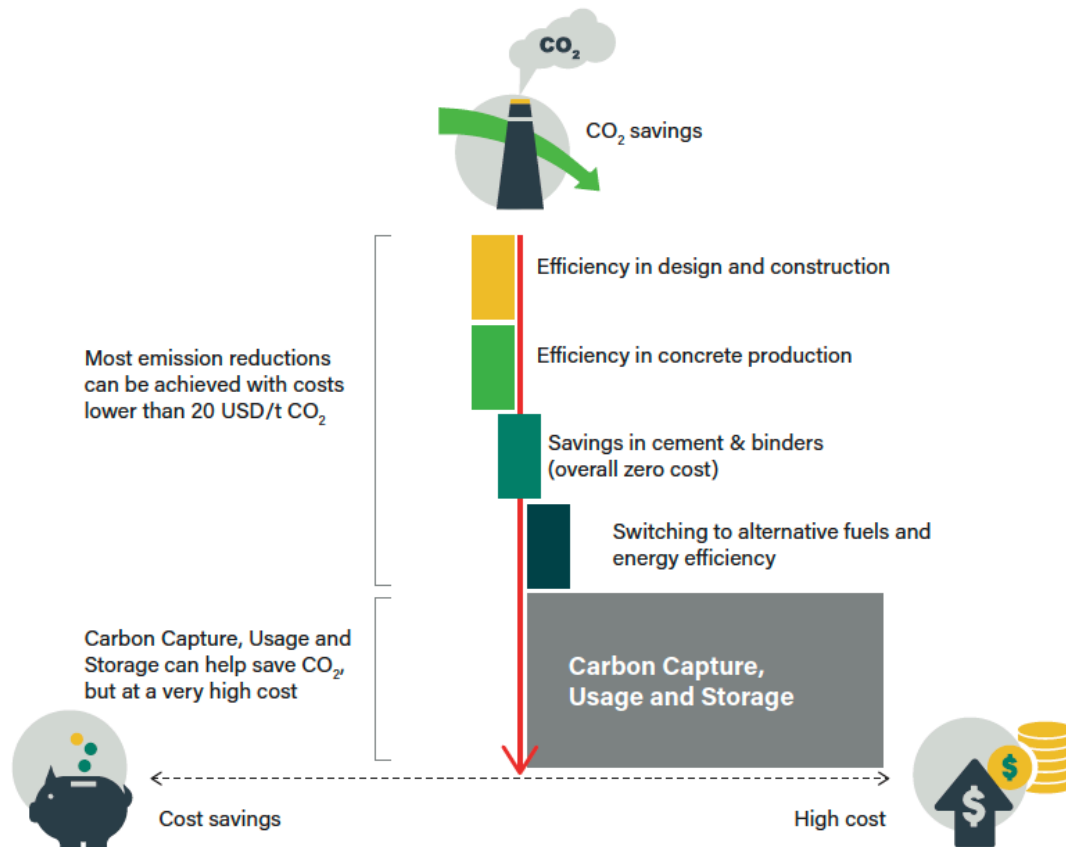 CO₂
CO₂ savings
Efficiency in design and construction
Efficiency in concrete production
Most emission reductions
can be achieved with costs
lower than 20 USD/t CO₂
Savings in cement & binders
(overall zero cost)
Switching to alternative fuels and
energy efficiency
Carbon Capture, Usage and
Storage can help save CO₂,
but at a very high cost
Carbon Capture,
Usage and Storage
$
$
Cost savings
High cost